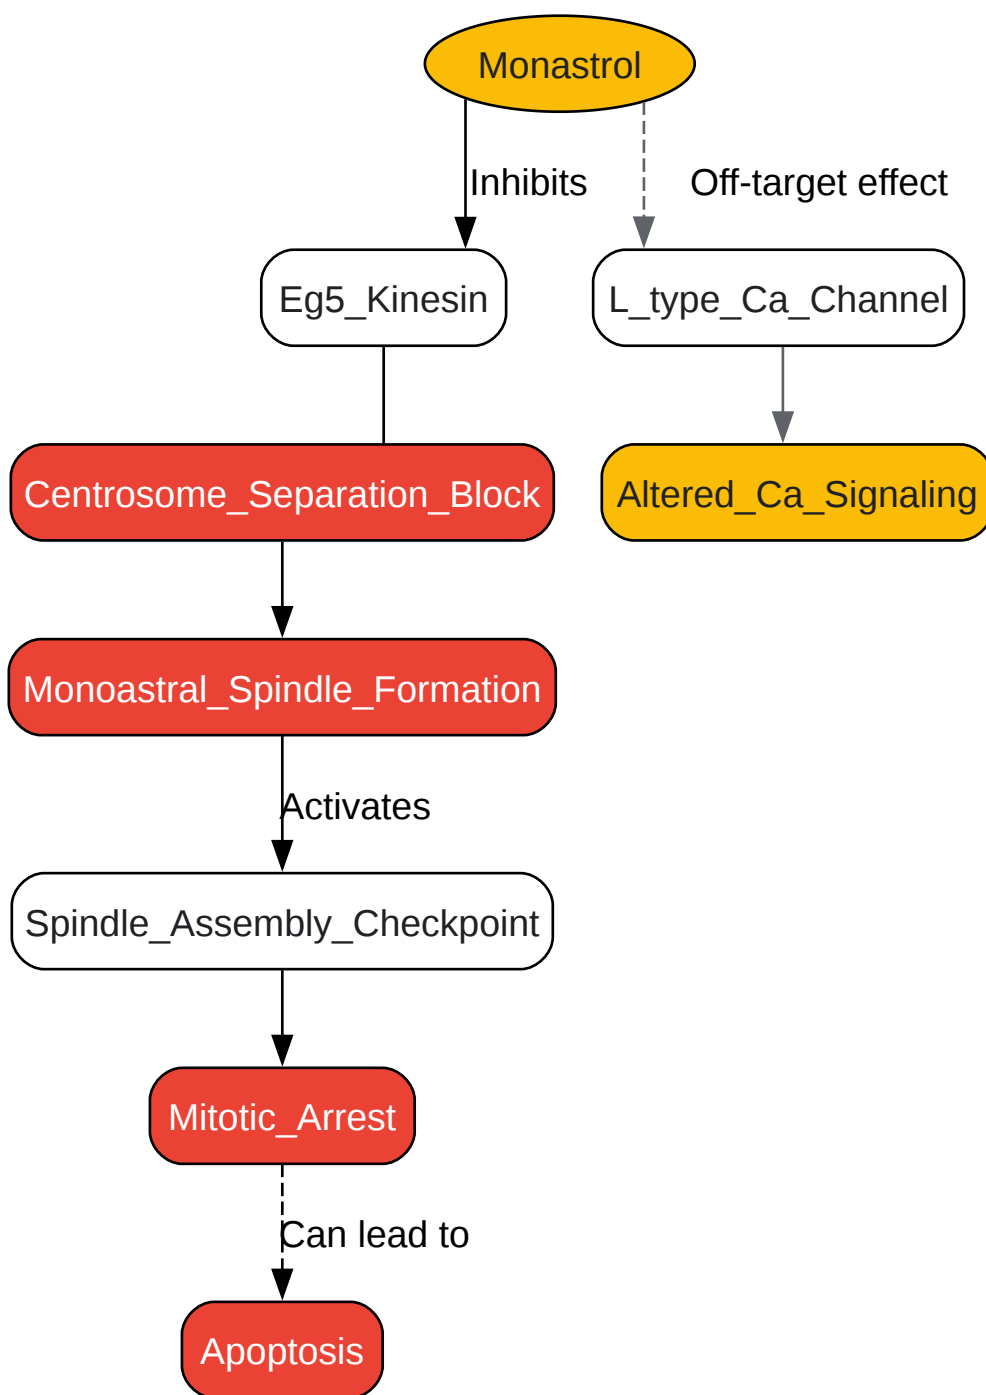 Monastrol
Inhibits
Off-target effect
Eg5_Kinesin
L_type_Ca_Channel
Centrosome_Separation_Block
Altered_Ca_Signaling
Monoastral_Spindle_Formation
Activates
Spindle_Assembly_Checkpoint
Mitotic_Arrest
Can lead to
Apoptosis